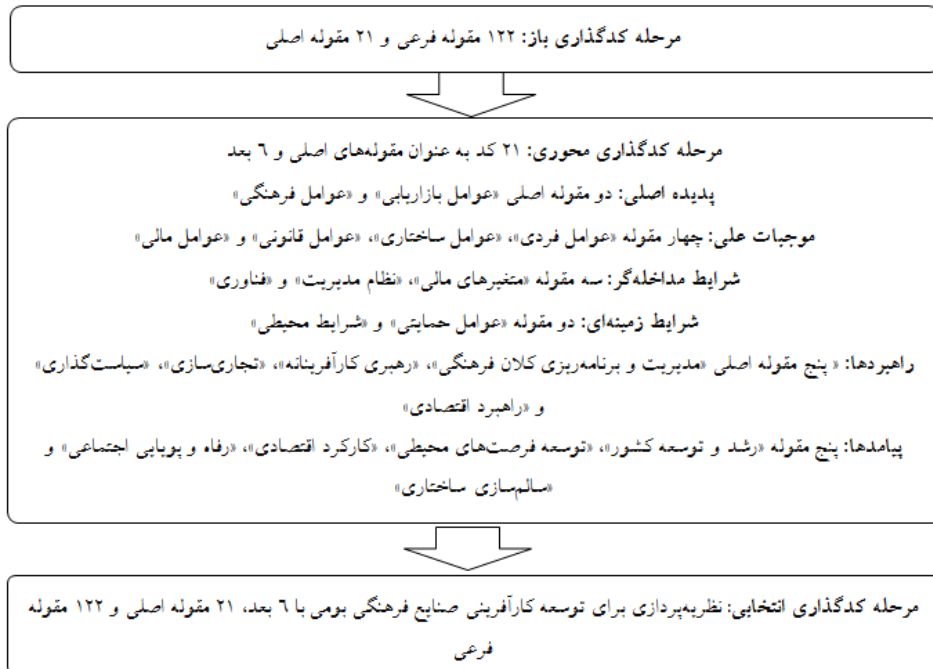 مرحله کدگذاری باز: ۱۲۲ مقوله فرعی و ۲۱ مقوله اصلی
مرحله کدگذاری محوری: ۲۱ کد به عنوان مقوله‌های اصلی و ۶ بعد
پدیده اصلی: دو مقوله اصلی «عوامل بازاریابی» و «عوامل فرهنگی»
موجبات علی: چهار مقوله «عوامل فردی»، «عوامل ساختاری»، «عوامل قانونی» و «عوامل مالی»
شرایط مداخله‌گر: سه مقوله «متغیرهای مالی»، «نظام مدیریت» و «فناوری»
شرایط زمینه‌ای: دو مقوله «عوامل حمایتی» و «شرایط محیطی»
راهبردها: « پنج مقوله اصلی «مدیریت و برنامه‌ریزی کلان فرهنگی»، «رهبری کارآفرینانه»، «تجاری‌سازی»، «سیاست‌گذاری»
و «راهبرد اقتصادی»
پیامدها: پنج مقوله «رشد و توسعه کشور»، «توسعه فرصت‌های محیطی»، «کارکرد اقتصادی»، «رفاه و پویایی اجتماعی» و
«سالم‌سازی ساختاری»
مرحله کدگذاری انتخابی: نظریه‌پردازی برای توسعه کارآفرینی صنایع فرهنگی بومی با ۶ بعد، ۲۱ مقوله اصلی و ۱۲۲ مقوله
فرعی